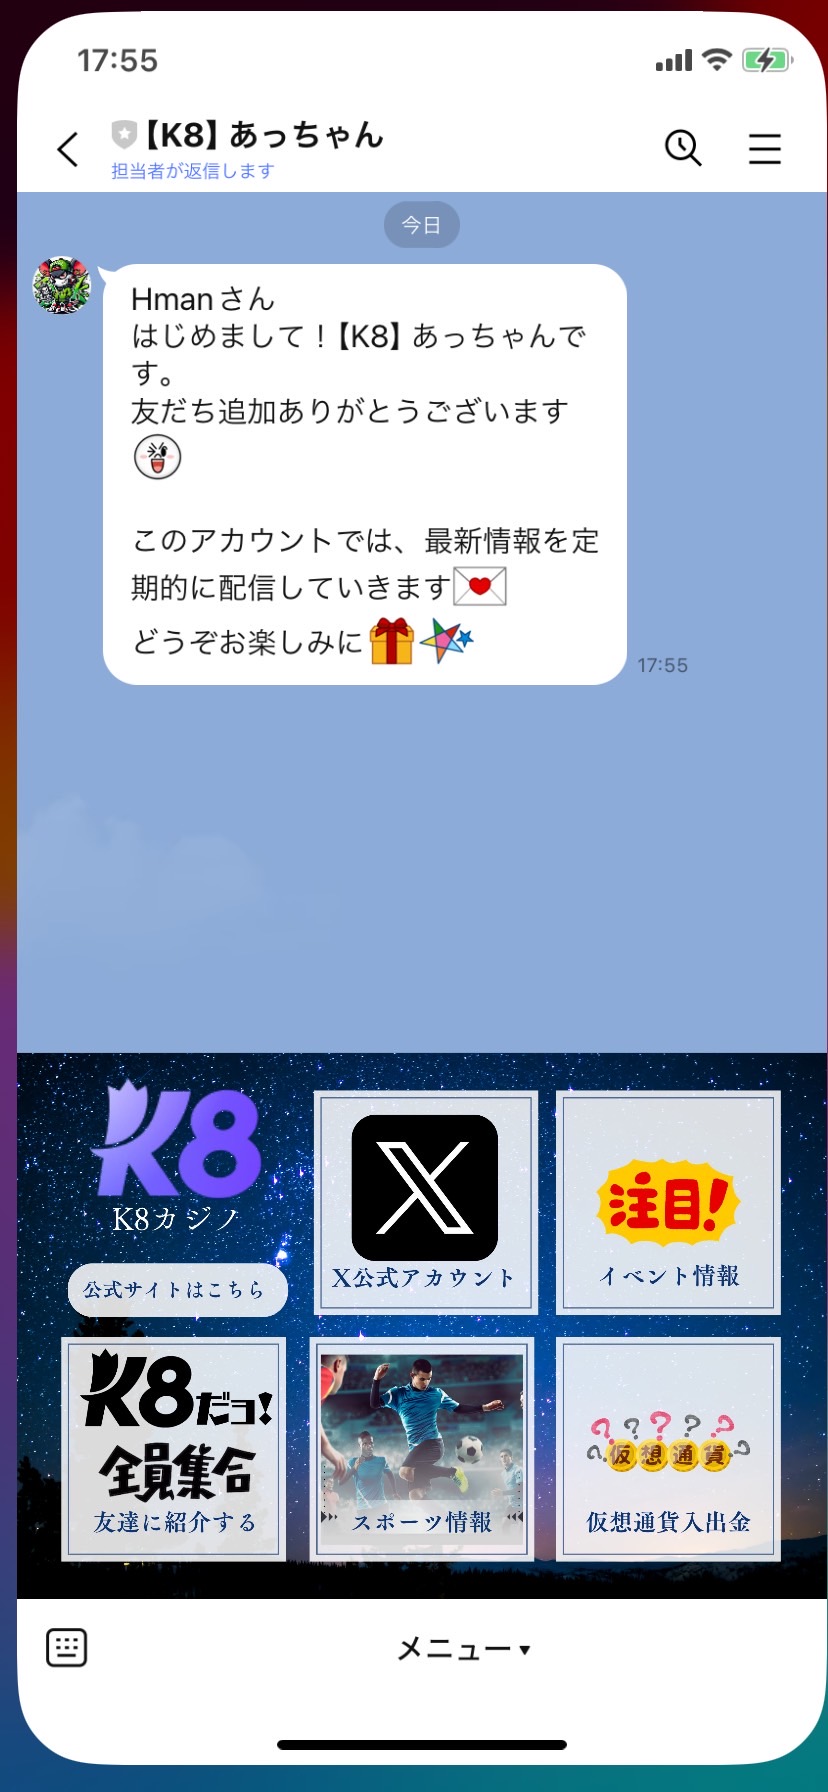 17:55
【K8】あっちゃん
担当者が返信します
今日
Hmanさん
はじめまして！【K8】あっちゃんで
す。
友だち追加ありがとうございます
このアカウントでは、最新情報を定
期的に配信していきます
どうぞお楽しみに
17:55
K8
K8カジノ
公式サイトはこちら
X
X公式アカウント
注目!
イベント情報
K8だヨ!
全員集合
友達に紹介する
スポーツ情報
? ? ? ? ?
?仮想通貨?
仮想通貨入出金
メニュー▼